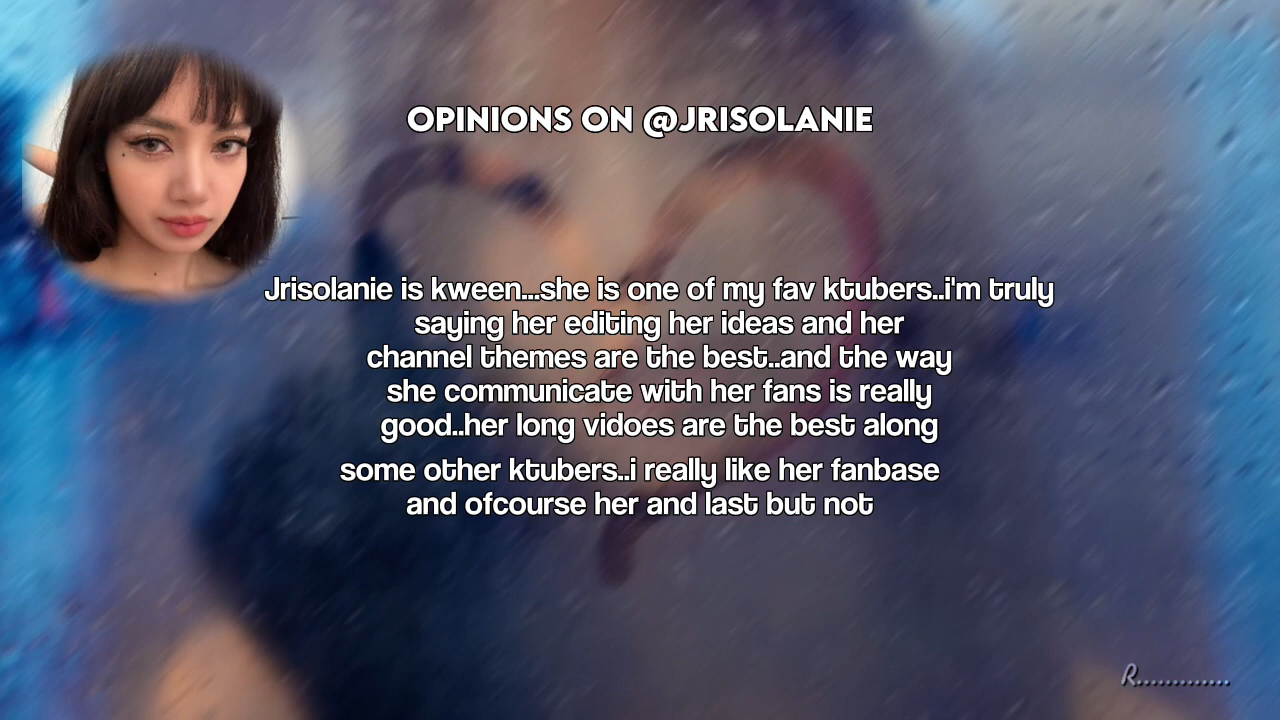 OPINIONS ON @JRISOLANIE
Jrisolanie is kween...she is one of my fav ktubers..i'm truly
saying her editing her ideas and her
channel themes are the best..and the way
she communicate with her fans is really
good..her long vidoes are the best along
some other ktubers..i really like her fanbase
and ofcourse her and last but not
R.............